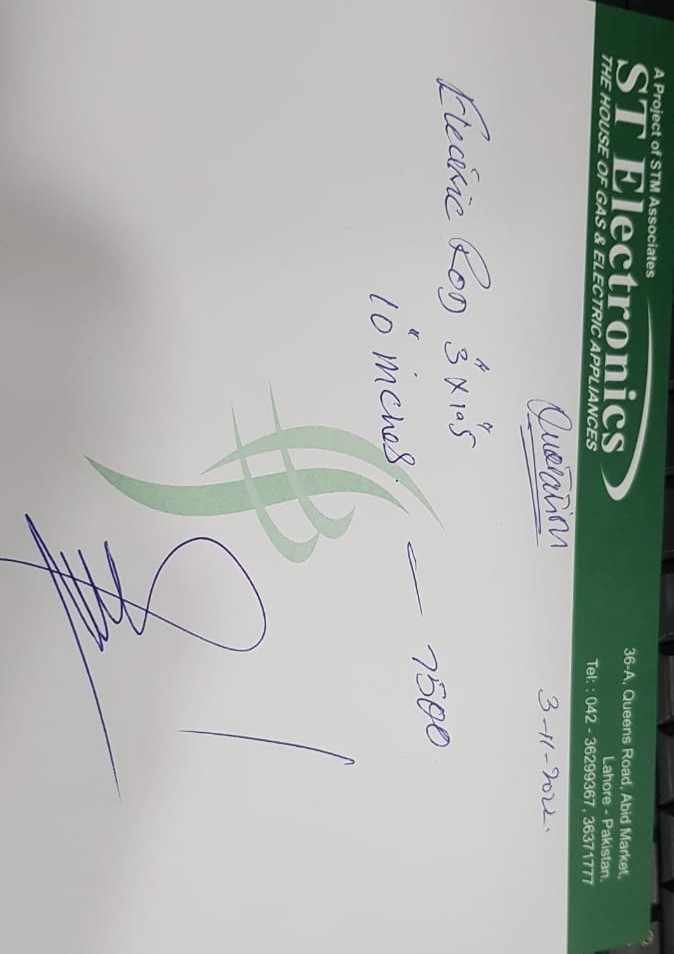 A Project of STM Associates
ST Electronics
THE HOUSE OF GAS & ELECTRIC APPLIANCES
36-A, Queens Road, Abid Market,
Lahore - Pakistan.
Tel: : 042 - 36299367, 36371777
Quotation
3-11-2022.
Electric Rod 3" x 10.5"
10" inches. — 7500